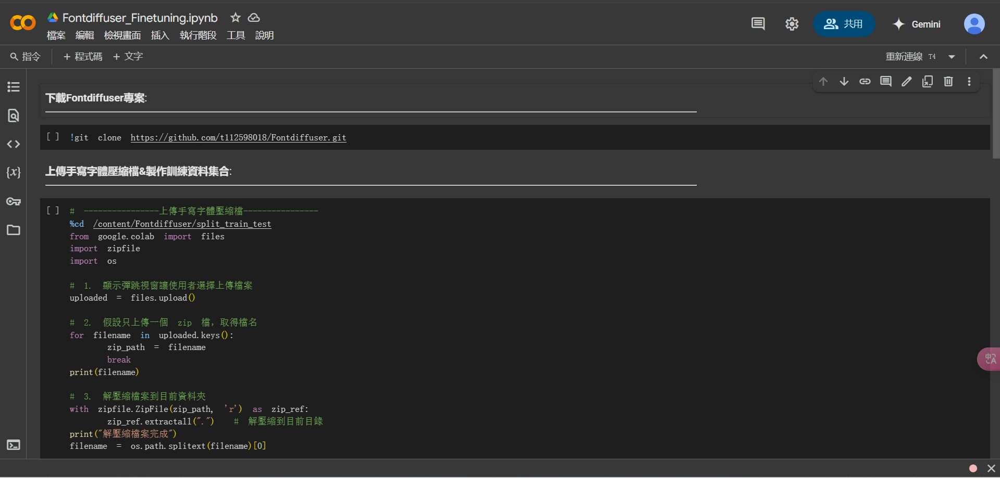 Fontdiffuser_Finetuning.ipynb
檔案 編輯 檢視畫面 插入 執行階段 工具 說明
共用
Gemini
指令 + 程式碼 + 文字
重新連線 T4
下載Fontdiffuser專案:
[ ] !git clone https://github.com/t112598018/Fontdiffuser.git
上傳手寫字體壓縮檔&製作訓練資料集合:
[ ] # ----------------上傳手寫字體壓縮檔----------------
%cd /content/Fontdiffuser/split_train_test
from google.colab import files
import zipfile
import os
# 1. 顯示彈跳視窗讓使用者選擇上傳檔案
uploaded = files.upload()
# 2. 假設只上傳一個 zip 檔，取得檔名
for filename in uploaded.keys():
zip_path = filename
break
print(filename)
# 3. 解壓縮檔案到目前資料夾
with zipfile.ZipFile(zip_path, 'r') as zip_ref:
zip_ref.extractall(".") # 解壓縮到目前目錄
print("解壓縮檔案完成")
filename = os.path.splitext(filename)[0]